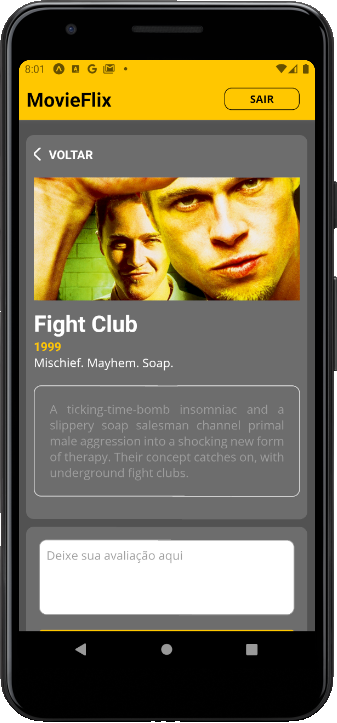 8:01
MovieFlix
SAIR
VOLTAR
Fight Club
1999
Mischief. Mayhem. Soap.
A ticking-time-bomb insomniac and a
slippery soap salesman channel primal
male aggression into a shocking new form
of therapy. Their concept catches on, with
underground fight clubs.
Deixe sua avaliação aqui